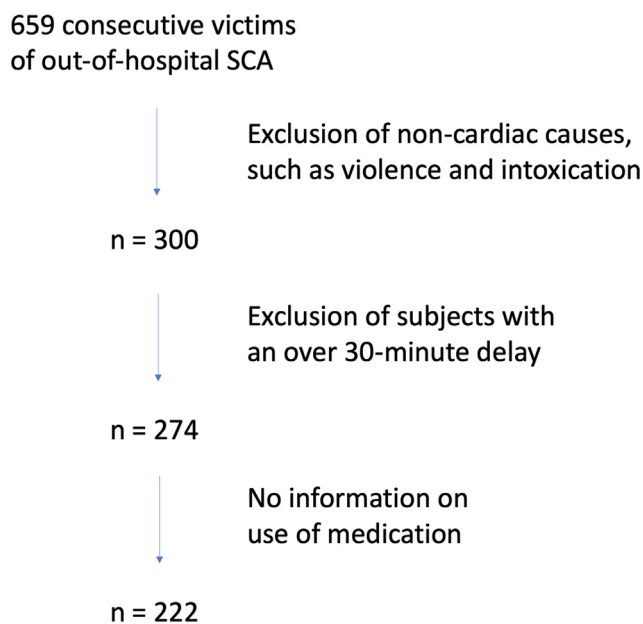 659 consecutive victims
of out-of-hospital SCA
Exclusion of non-cardiac causes,
such as violence and intoxication
n = 300
Exclusion of subjects with
an over 30-minute delay
n = 274
No information on
use of medication
n = 222